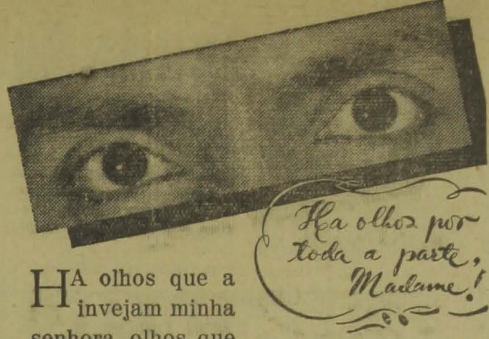 Ha olhos por
toda a parte,
Madame!
HA olhos que a
invejam minha
senhora, olhos que